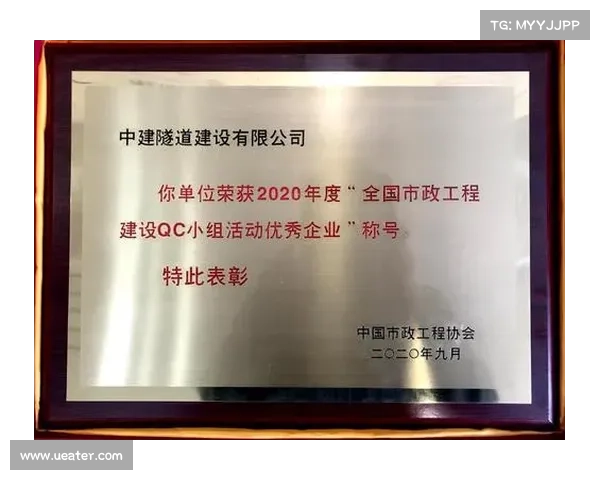 TG: MYYJJPP
中建隧道建设有限公司
你单位荣获2020年度“全国市政工程
建设QC小组活动优秀企业”称号
特此表彰
中国市政工程协会
二〇二〇年九月
www.ueater.com